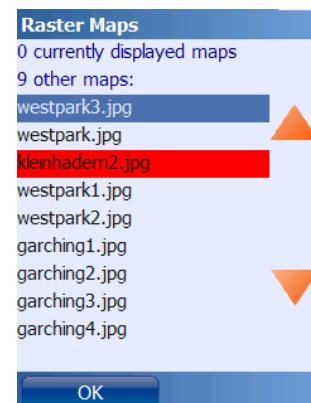 Raster Maps
0 currently displayed maps
9 other maps:
westpark3.jpg
westpark.jpg
kleinhadern2.jpg
westpark1.jpg
westpark2.jpg
garching1.jpg
garching2.jpg
garching3.jpg
garching4.jpg
OK